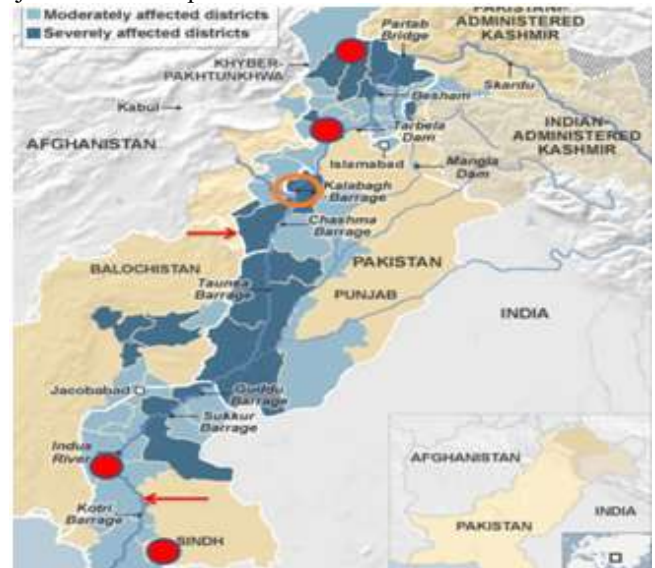 Moderately affected districts
Severely affected districts
Partab
Bridge
PAKISTANI-
ADMINISTERED
KASHMIR
KHYBER-
PAKHTUNKHWA
Skardu
Kabul
Besham
Tarbela
Dam
INDIAN-
ADMINISTERED
KASHMIR
AFGHANISTAN
Islamabad
Mangla
Dam
Kalabagh
Barrage
Chashma
Barrage
BALOCHISTAN
PAKISTAN
Taunsa
Barrage
PUNJAB
INDIA
Jacobabad
Guddu
Barrage
Sukkur
Barrage
Indus
River
Kotri
Barrage
SINDH
AFGHANISTAN
PAKISTAN
INDIA